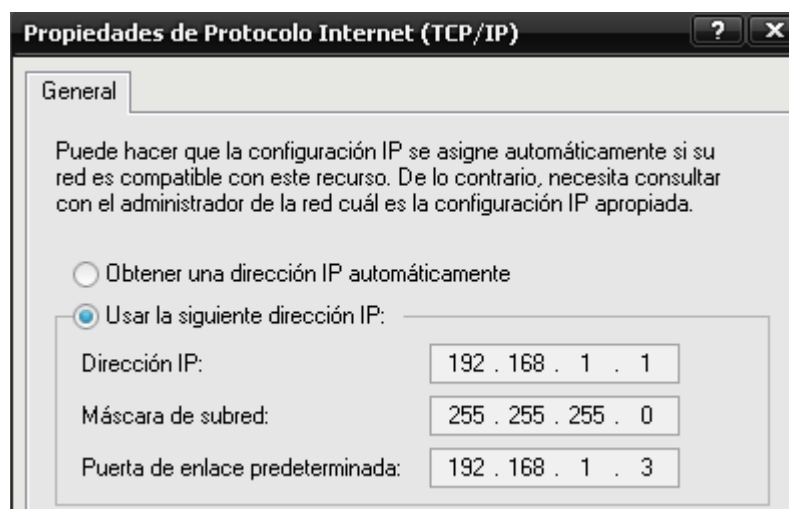 Propiedades de Protocolo Internet (TCP/IP)
General
Puede hacer que la configuración IP se asigne automáticamente si su
red es compatible con este recurso. De lo contrario, necesita consultar
con el administrador de la red cuál es la configuración IP apropiada.
Obtener una dirección IP automáticamente
Usar la siguiente dirección IP:
Dirección IP: 192 . 168 . 1 . 1
Máscara de subred: 255 . 255 . 255 . 0
Puerta de enlace predeterminada: 192 . 168 . 1 . 3